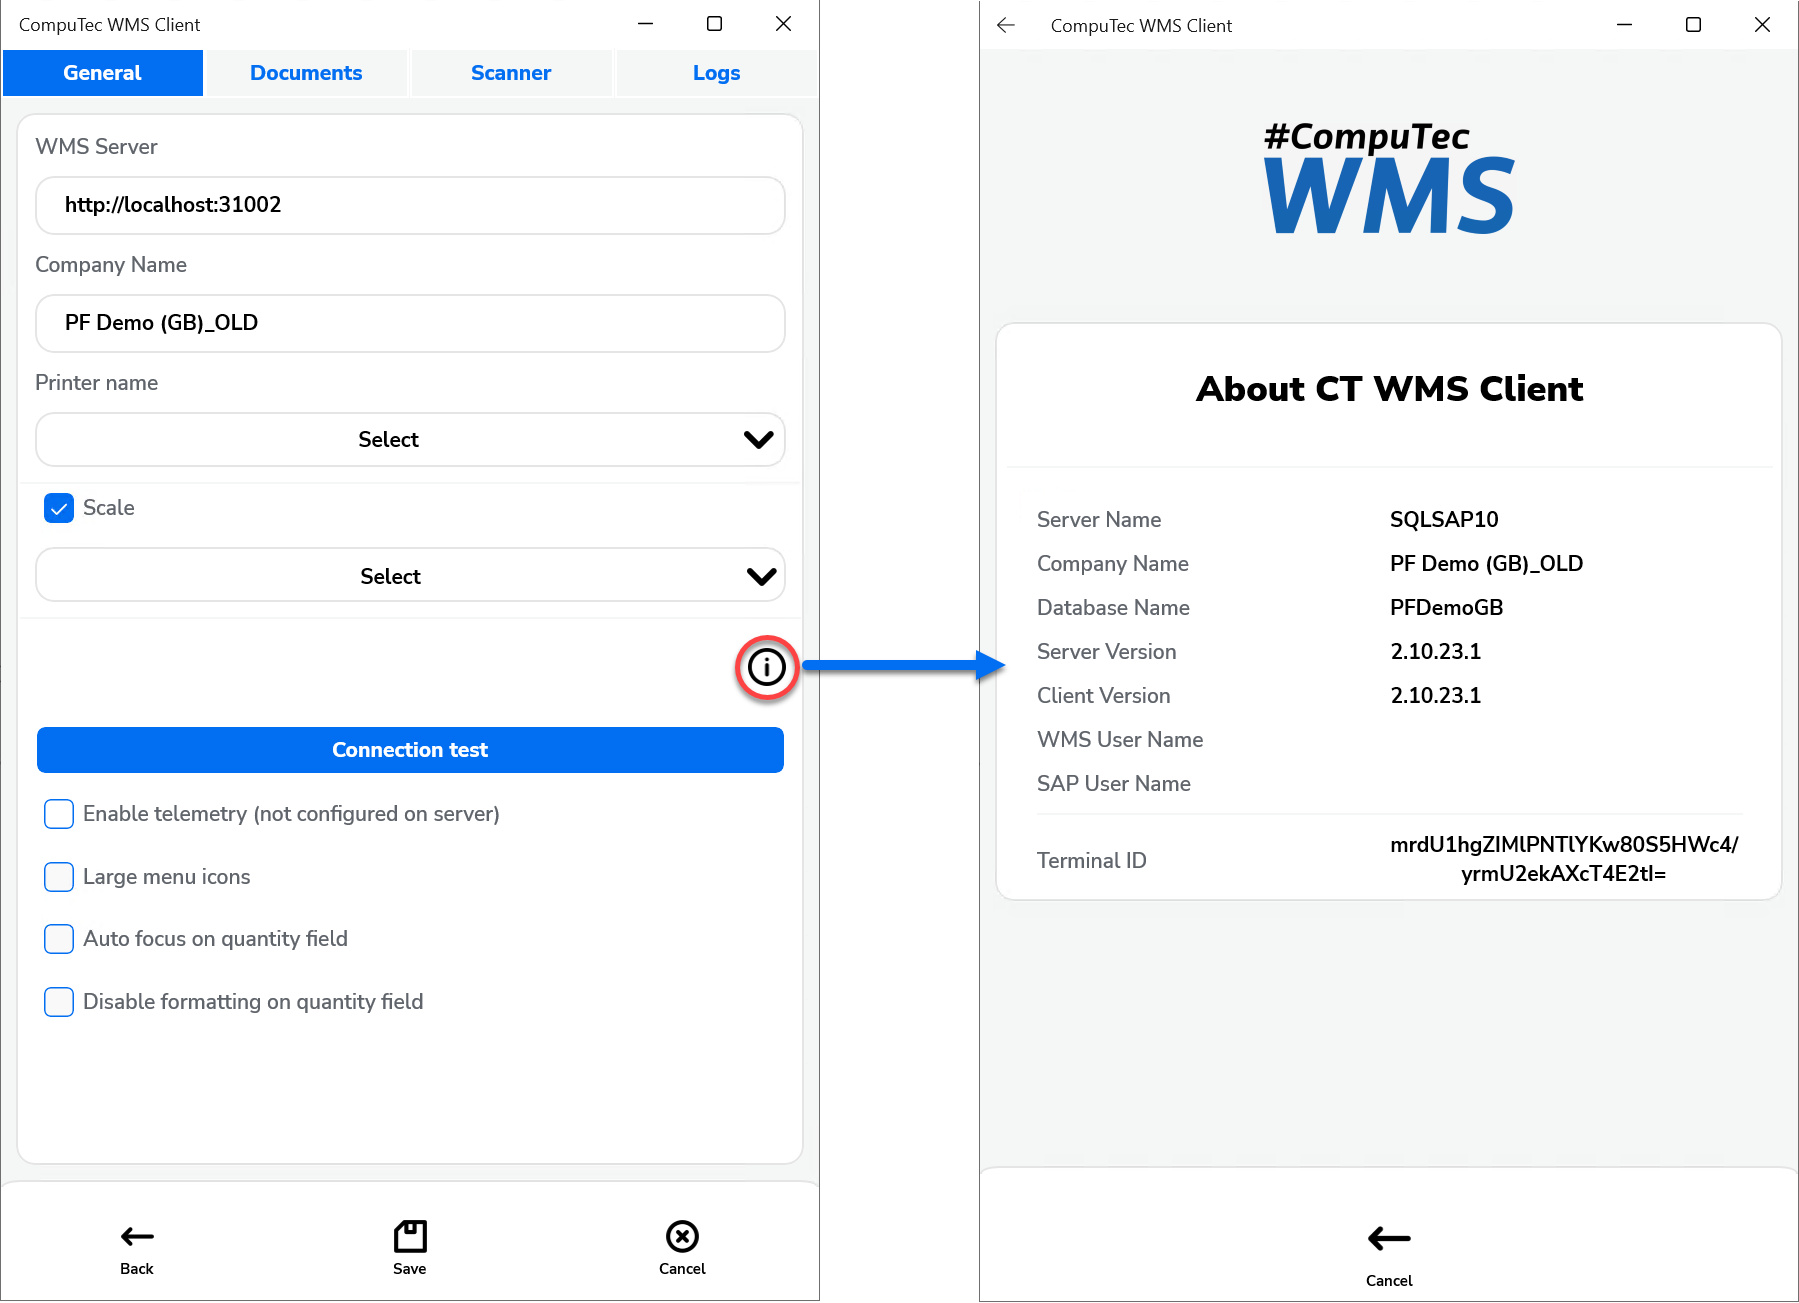 CompuTec WMS Client
General
Documents
Scanner
Logs
WMS Server
http://localhost:31002
Company Name
PF Demo (GB)_OLD
Printer name
Select
Scale
Select
Connection test
Enable telemetry (not configured on server)
Large menu icons
Auto focus on quantity field
Disable formatting on quantity field
Back
Save
Cancel
CompuTec WMS Client
#CompuTec
WMS
About CT WMS Client
Server Name
SQLSAP10
Company Name
PF Demo (GB)_OLD
Database Name
PFDemoGB
Server Version
2.10.23.1
Client Version
2.10.23.1
WMS User Name
SAP User Name
Terminal ID
mrdU1hgZIMlPNTlYKw80S5HWc4/
yrmU2ekAXcT4E2tI=
Cancel